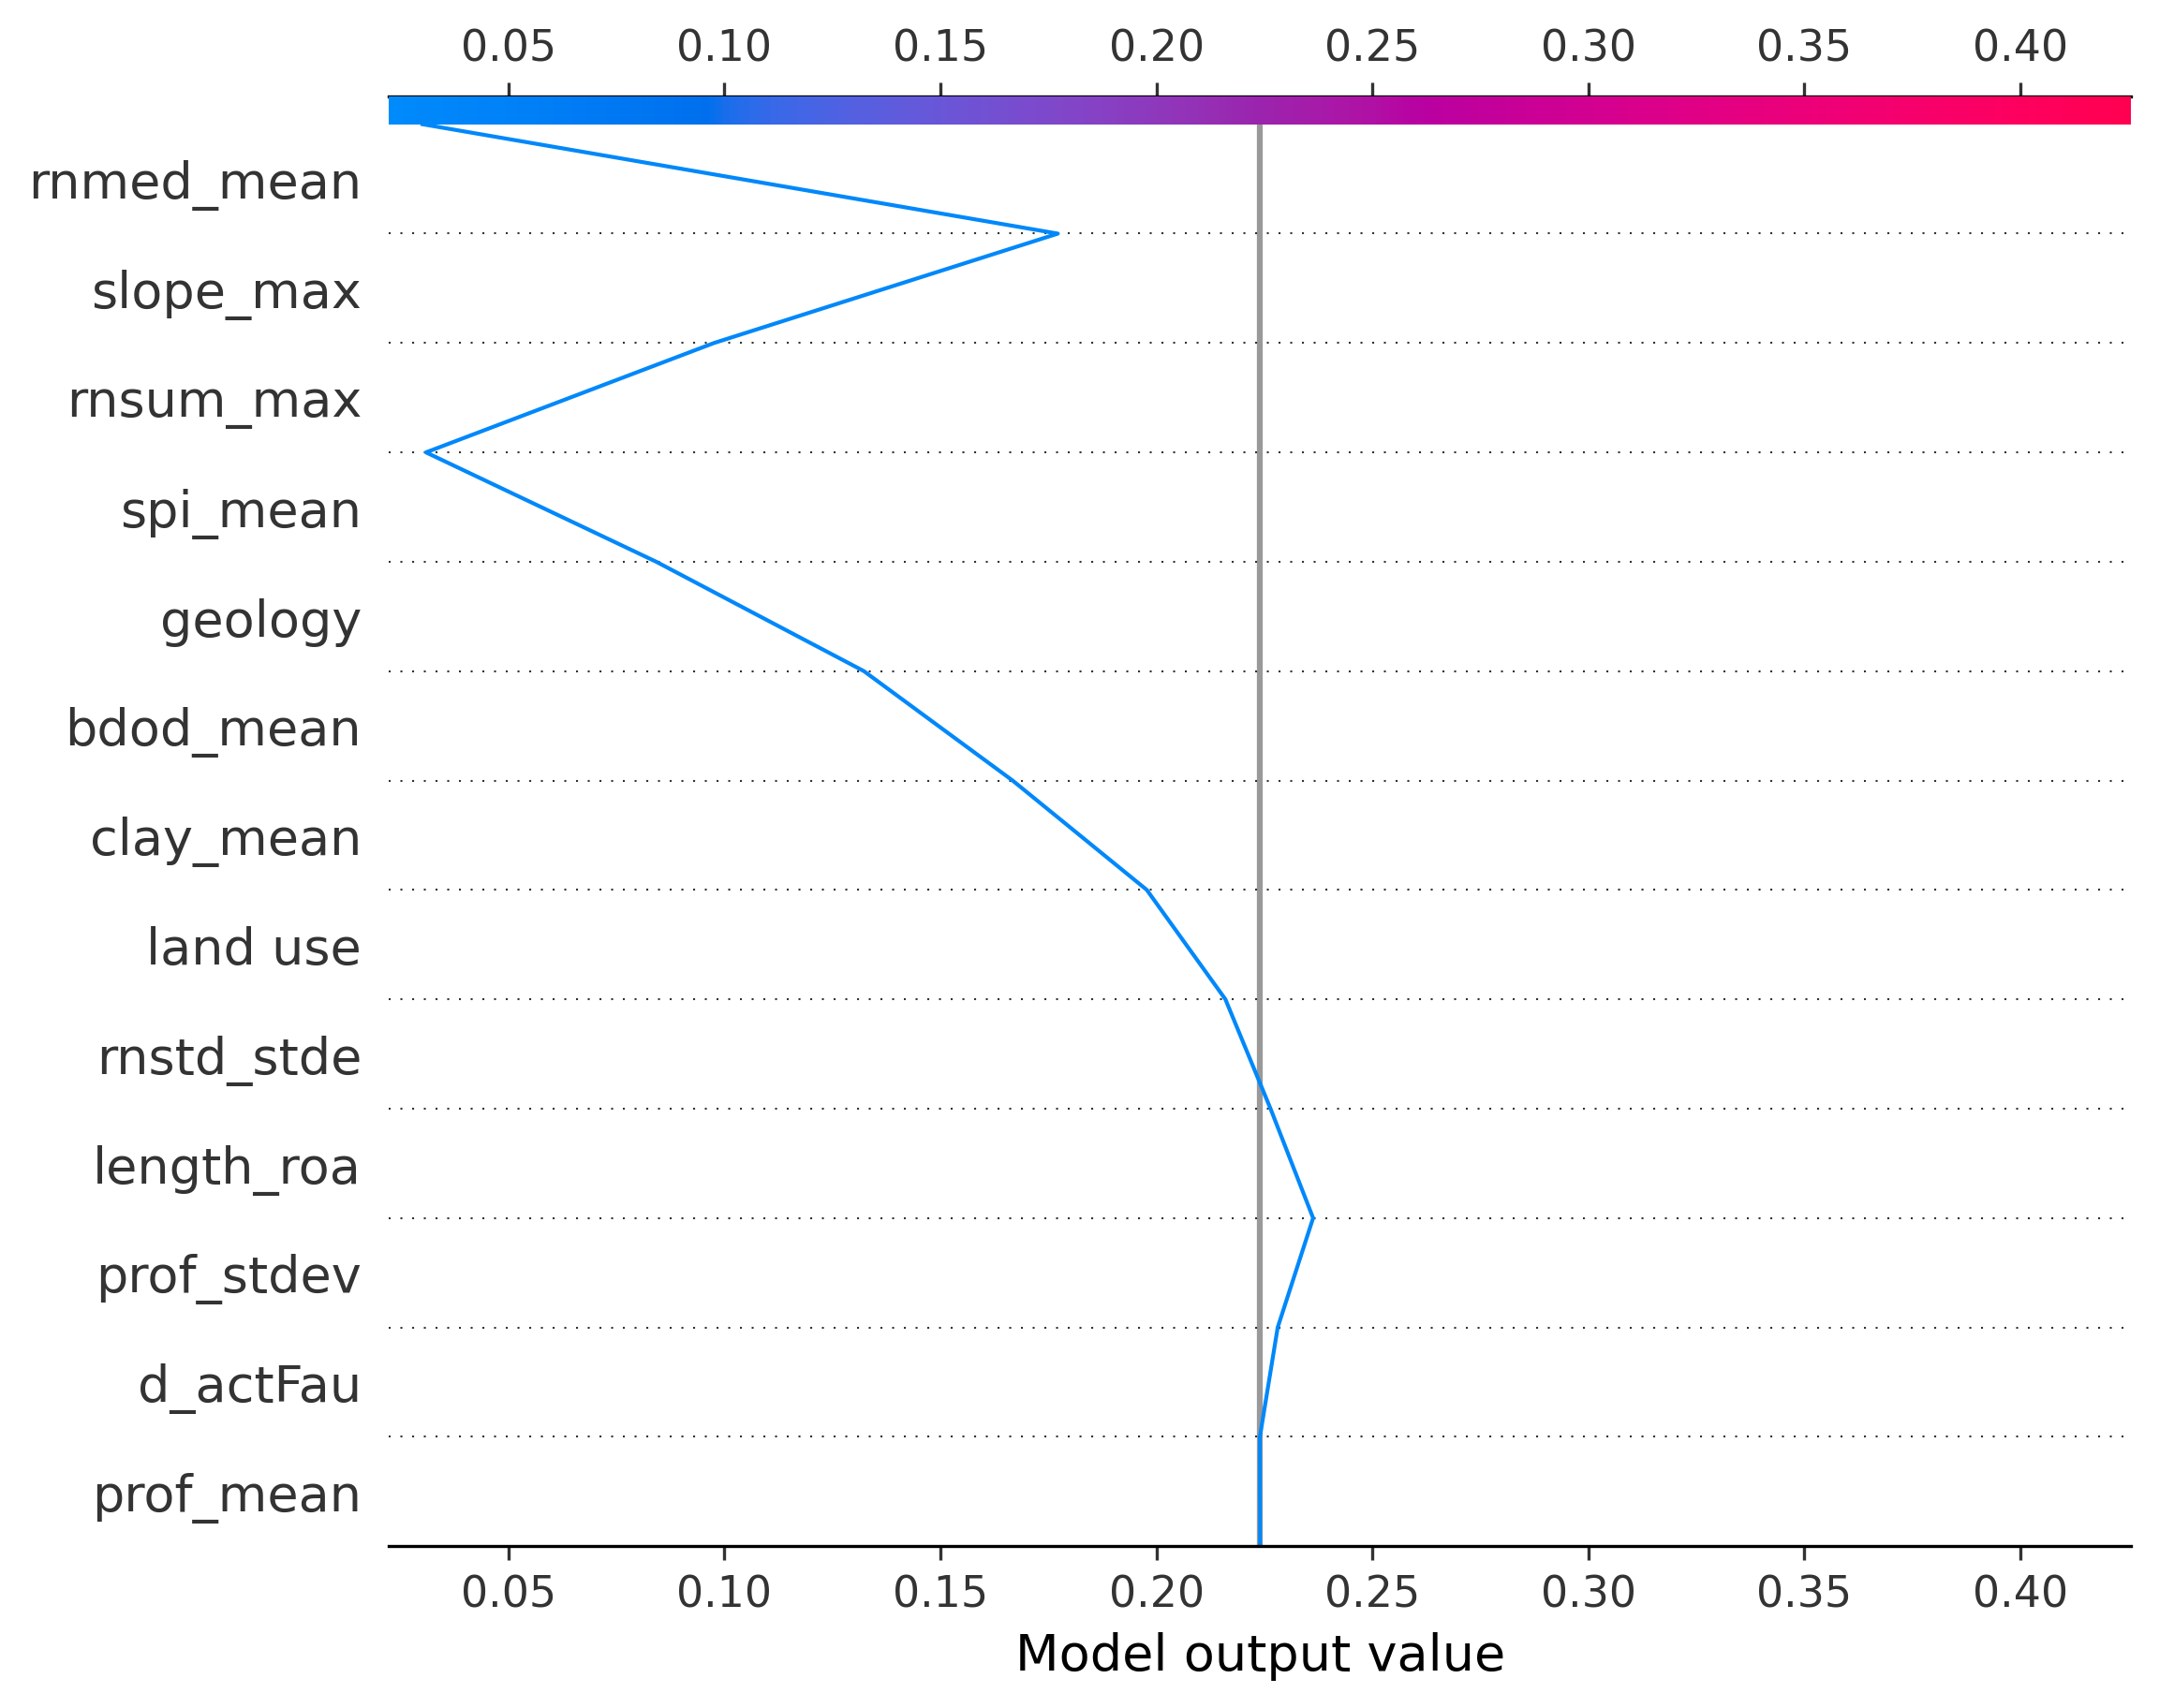 0.05 0.10 0.15 0.20 0.25 0.30 0.35 0.40
rnmed_mean
slope_max
rnsum_max
spi_mean
geology
bdod_mean
clay_mean
land use
rnstd_stde
length_roa
prof_stdev
d_actFau
prof_mean
0.05 0.10 0.15 0.20 0.25 0.30 0.35 0.40
Model output value